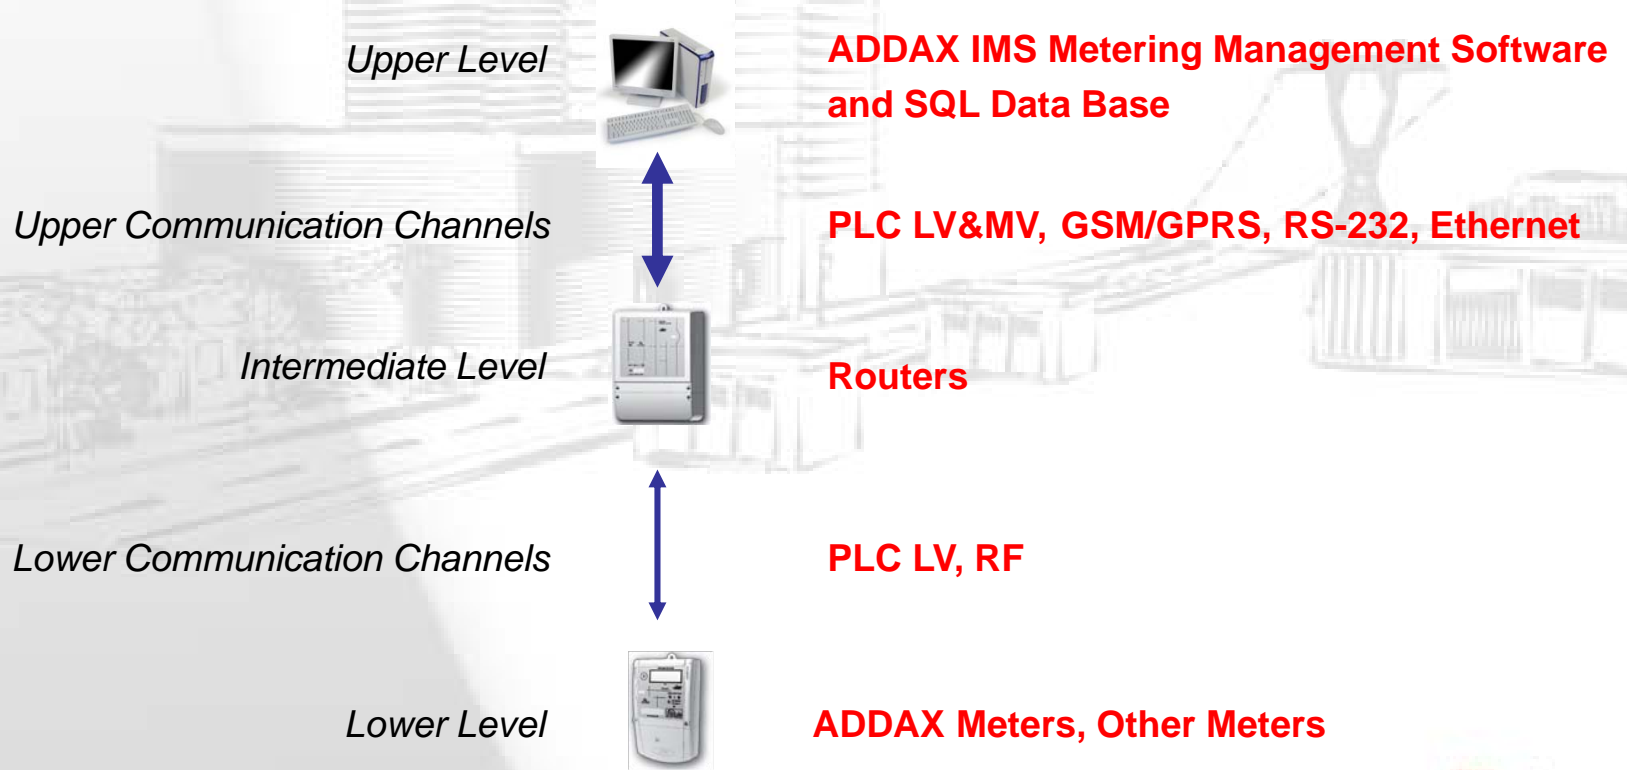 Upper Level
ADDAX IMS Metering Management Software
and SQL Data Base
Upper Communication Channels
PLC LV&MV, GSM/GPRS, RS-232, Ethernet
Intermediate Level
Routers
Lower Communication Channels
PLC LV, RF
Lower Level
ADDAX Meters, Other Meters